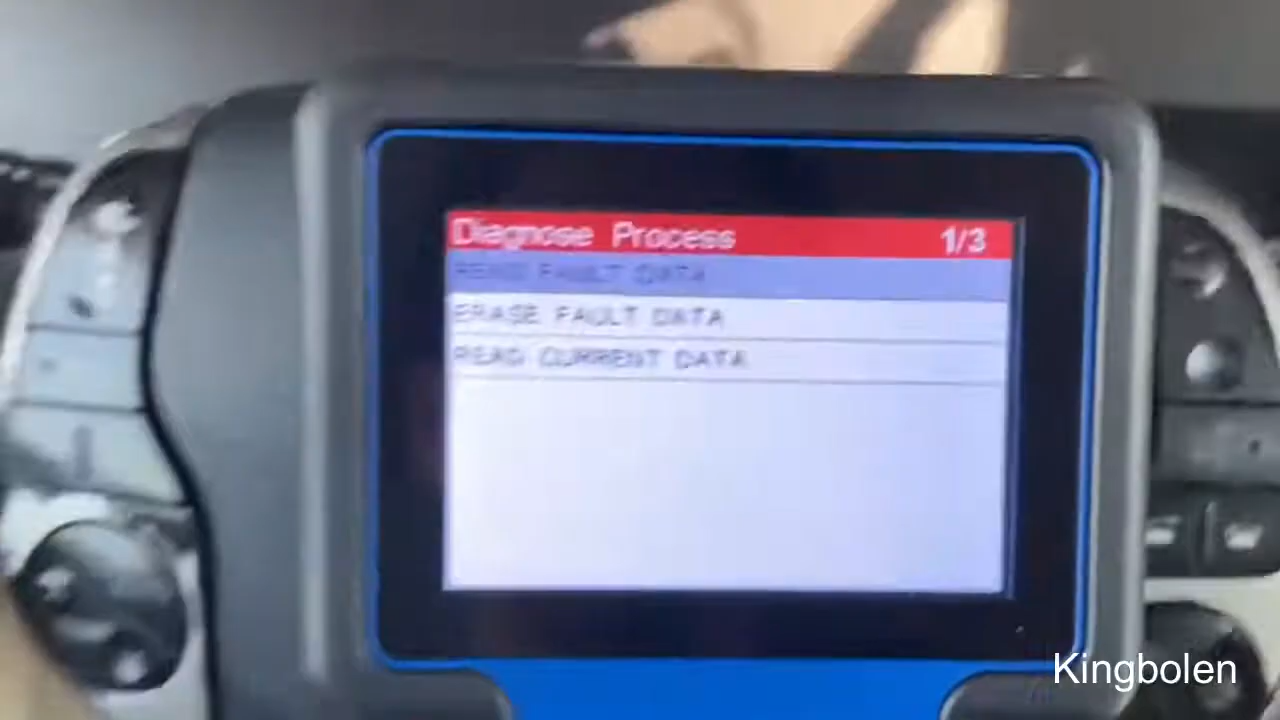 Diagnose Process 1/3
READ FAULT DATA
ERASE FAULT DATA
READ CURRENT DATA
Kingbolen